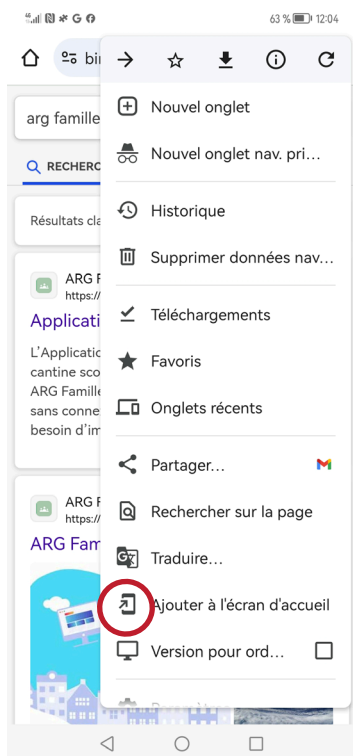 63 % 12:04
bi
Nouvel onglet
arg famille
Nouvel onglet nav. pri...
RECHERC
Historique
Résultats cla
Supprimer données nav...
ARG F
https://
Téléchargements
Applicati
L'Applicatio
Favoris
cantine sco
ARG Famille
sans conne
Onglets récents
besoin d'im
Partager...
ARG F
Rechercher sur la page
https://
ARG Fam
Traduire...
Ajouter à l'écran d'accueil
Version pour ord...